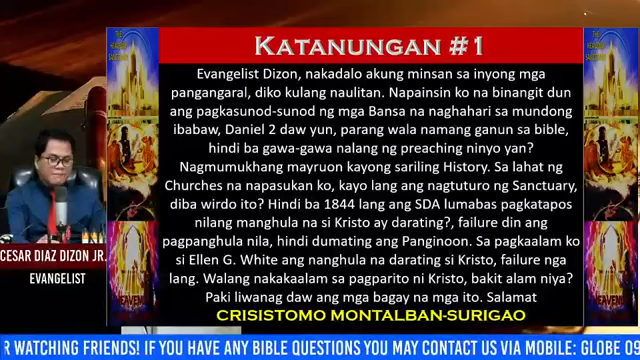 KATANUNGAN #1
Evangelist Dizon, nakadalo akung minsan sa inyong mga
pangangaral, diko kulang naulitan. Napainsin ko na binangit dun
ang pagkasunod-sunod ng mga Bansa na naghahari sa mundong
ibabaw, Daniel 2 daw yun, parang wala namang ganun sa bible,
hindi ba gawa-gawa nalang ng preaching ninyo yan?
Nagmumukhang mayruon kayong sariling History. Sa lahat ng
Churches na napasukan ko, kayo lang ang nagtuturo ng Sanctuary,
diba wirdo ito? Hindi ba 1844 lang ang SDA lumabas pagkatapos
nilang manghula na si Kristo ay darating?, failure din ang
pagpanghula nila, hindi dumating ang Panginoon. Sa pagkaalam ko
si Ellen G. White ang nanghula na darating si Kristo, failure nga
lang. Walang nakakaalam sa pagparito ni Kristo, bakit alam niya?
Paki liwanag daw ang mga bagay na mga ito. Salamat
CRISISTOMO MONTALBAN-SURIGAO
CESAR DIAZ DIZON JR.
EVANGELIST
R WATCHING FRIENDS! IF YOU HAVE ANY BIBLE QUESTIONS YOU MAY CONTACT US VIA MOBILE: GLOBE 09